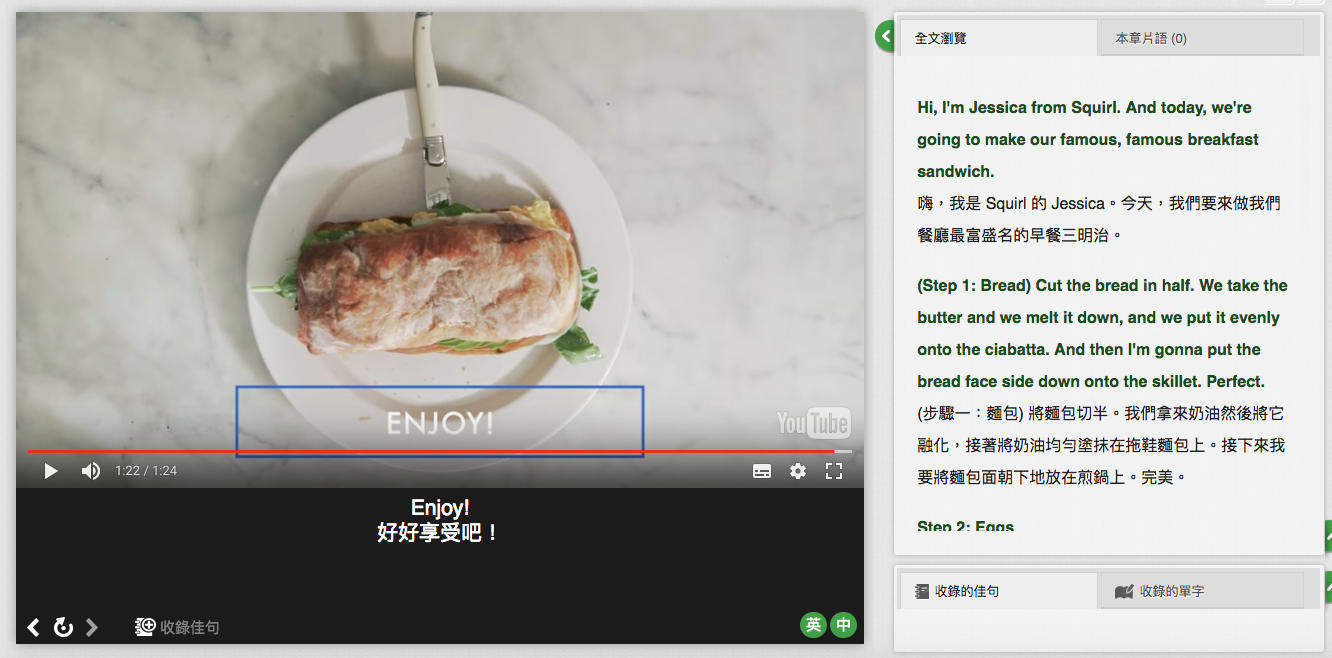 ENJOY!
YouTube
1:22 / 1:24
Enjoy!
好好享受吧！
收錄佳句
英 中
全文瀏覽
本章片語 (0)
Hi, I'm Jessica from Squirl. And today, we're
going to make our famous, famous breakfast
sandwich.
嗨，我是 Squirl 的 Jessica。今天，我們要來做我們
餐廳最富盛名的早餐三明治。
(Step 1: Bread) Cut the bread in half. We take the
butter and we melt it down, and we put it evenly
onto the ciabatta. And then I'm gonna put the
bread face side down onto the skillet. Perfect.
(步驟一：麵包) 將麵包切半。我們拿來奶油然後將它
融化，接著將奶油均勻塗抹在拖鞋麵包上。接下來我
要將麵包面朝下地放在煎鍋上。完美。
Step 2: Eggs
收錄的佳句
收錄的單字